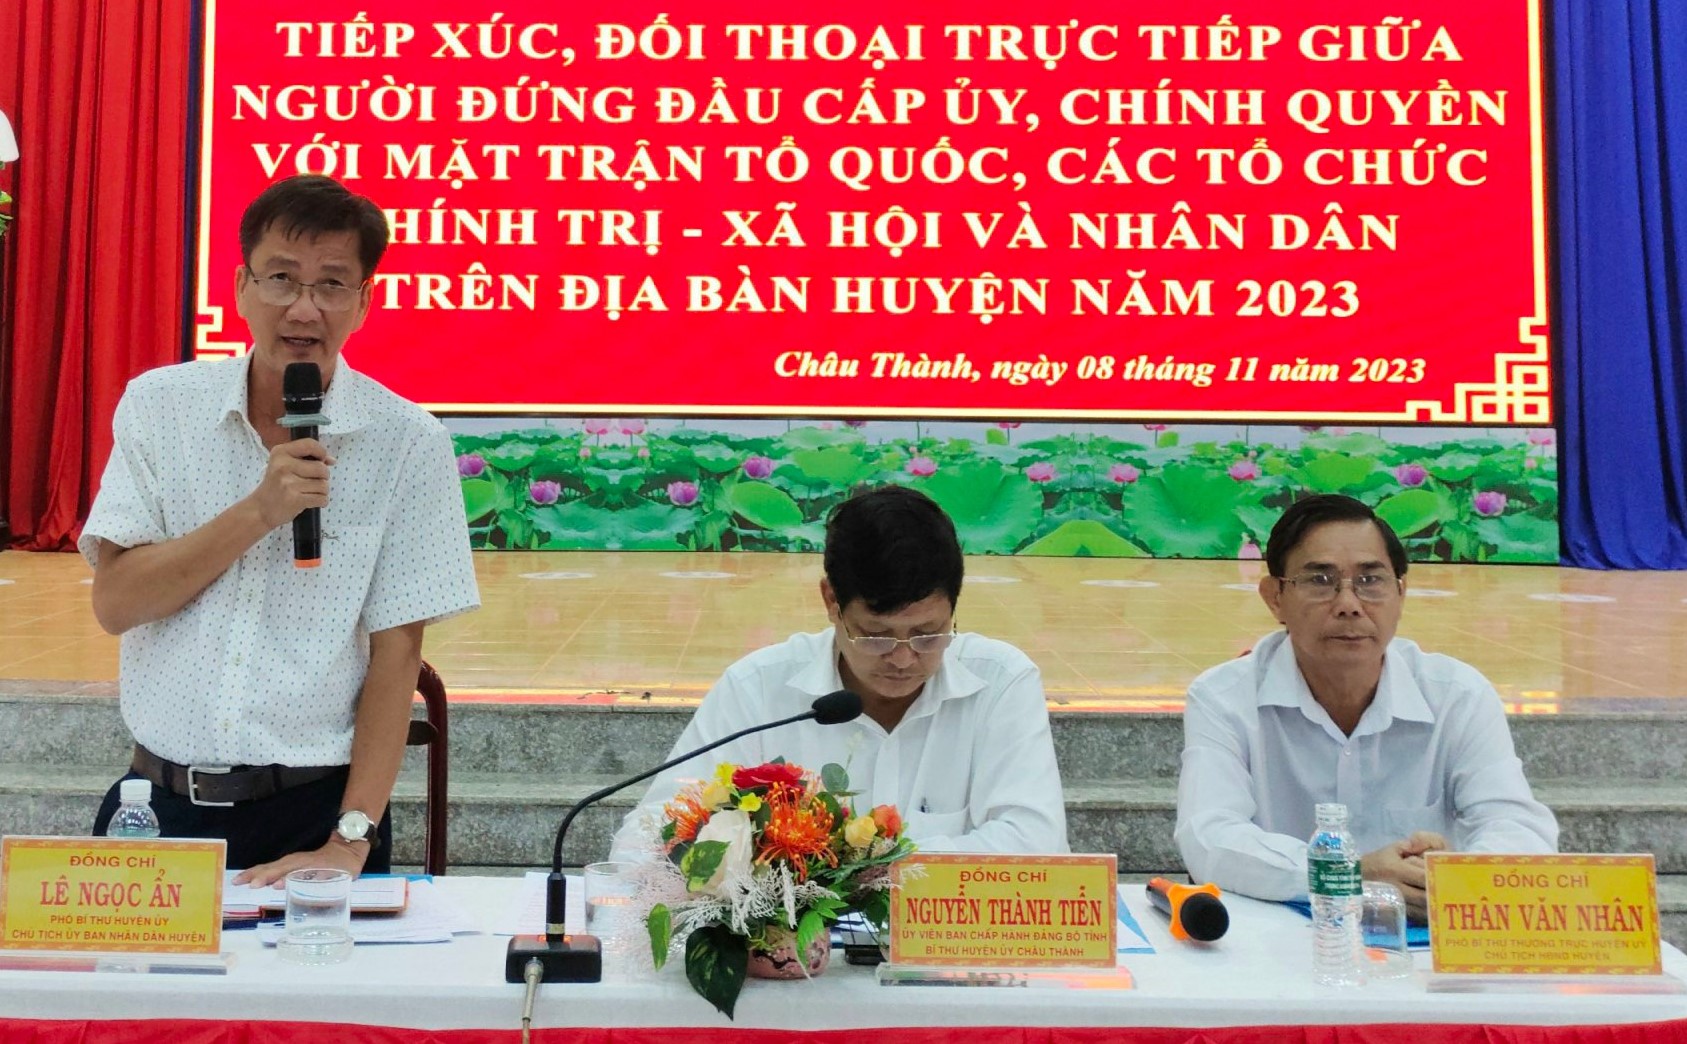 TIẾP XÚC, ĐỐI THOẠI TRỰC TIẾP GIỮA
NGƯỜI ĐỨNG ĐẦU CẤP ỦY, CHÍNH QUYỀN
VỚI MẶT TRẬN TỔ QUỐC, CÁC TỔ CHỨC
HÍNH TRỊ - XÃ HỘI VÀ NHÂN DÂN
TRÊN ĐỊA BÀN HUYỆN NĂM 2023
Châu Thành, ngày 08 tháng 11 năm 2023
ĐỒNG CHÍ
LÊ NGỌC ẨN
PHÓ BÍ THƯ HUYỆN ỦY
CHỦ TỊCH ỦY BAN NHÂN DÂN HUYỆN
ĐỒNG CHÍ
NGUYỄN THÀNH TIỄN
ỦY VIÊN BAN CHẤP HÀNH ĐẢNG BỘ TỈNH
BÍ THƯ HUYỆN ỦY CHÂU THÀNH
ĐỒNG CHÍ
THÂN VĂN NHÂN
PHÓ BÍ THƯ THƯỜNG TRỰC HUYỆN ỦY
CHỦ TỊCH HĐND HUYỆN